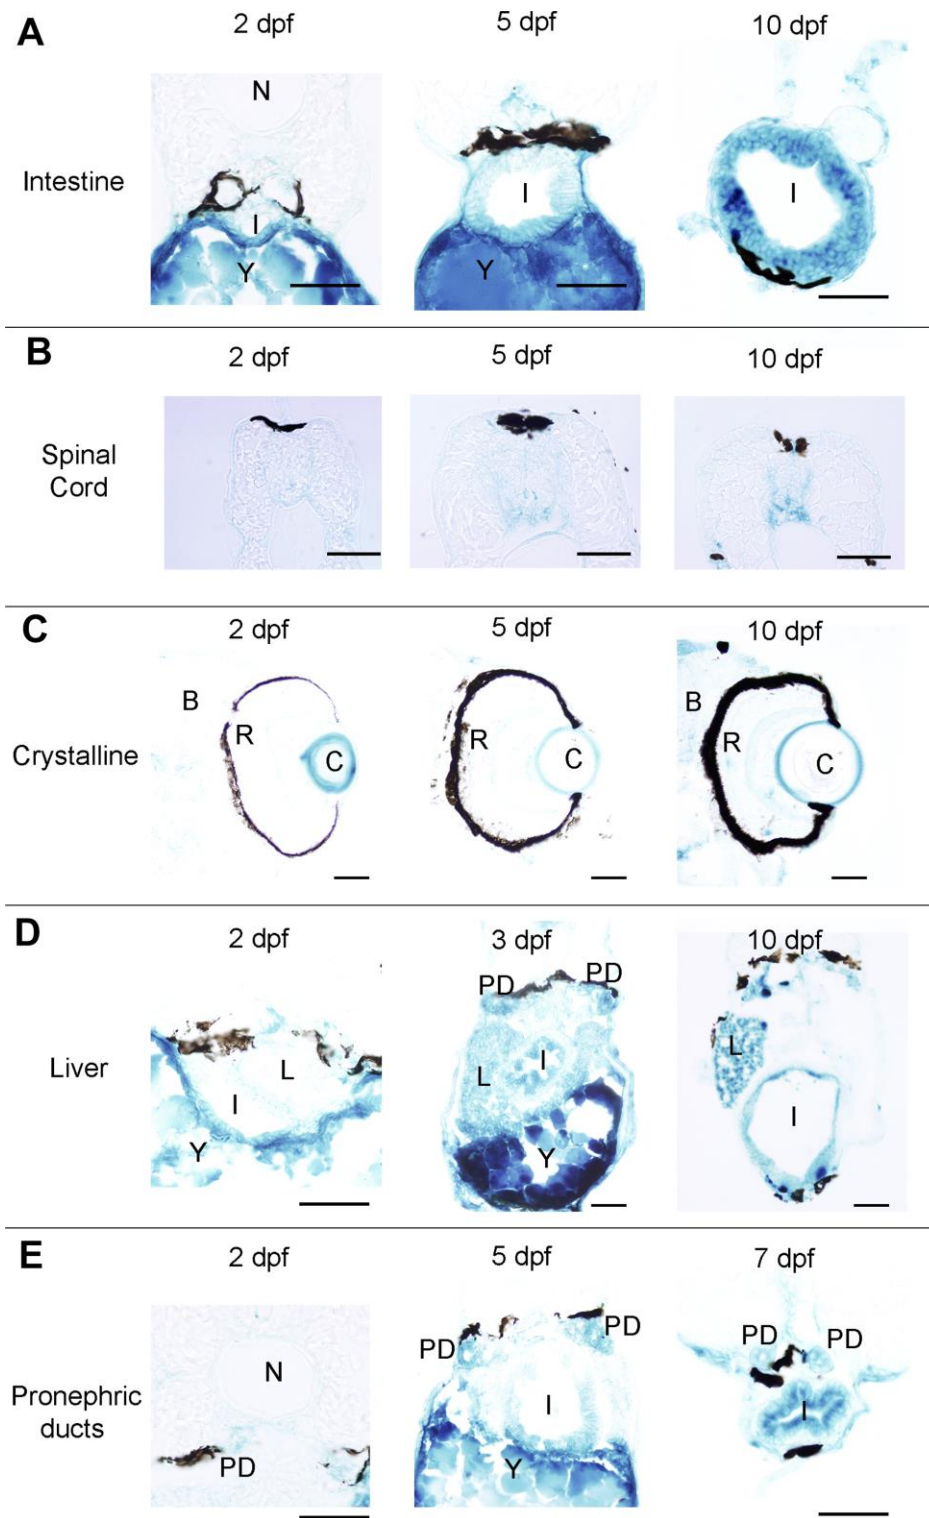 A
2 dpf
5 dpf
10 dpf
Intestine
N
I
Y
I
Y
I
B
2 dpf
5 dpf
10 dpf
Spinal
Cord
C
2 dpf
5 dpf
10 dpf
Crystalline
B
R
C
R
C
B
R
C
D
2 dpf
3 dpf
10 dpf
Liver
L
I
Y
PD
PD
L
I
Y
L
I
E
2 dpf
5 dpf
7 dpf
Pronephric
ducts
N
PD
PD
PD
I
Y
PD
PD
I